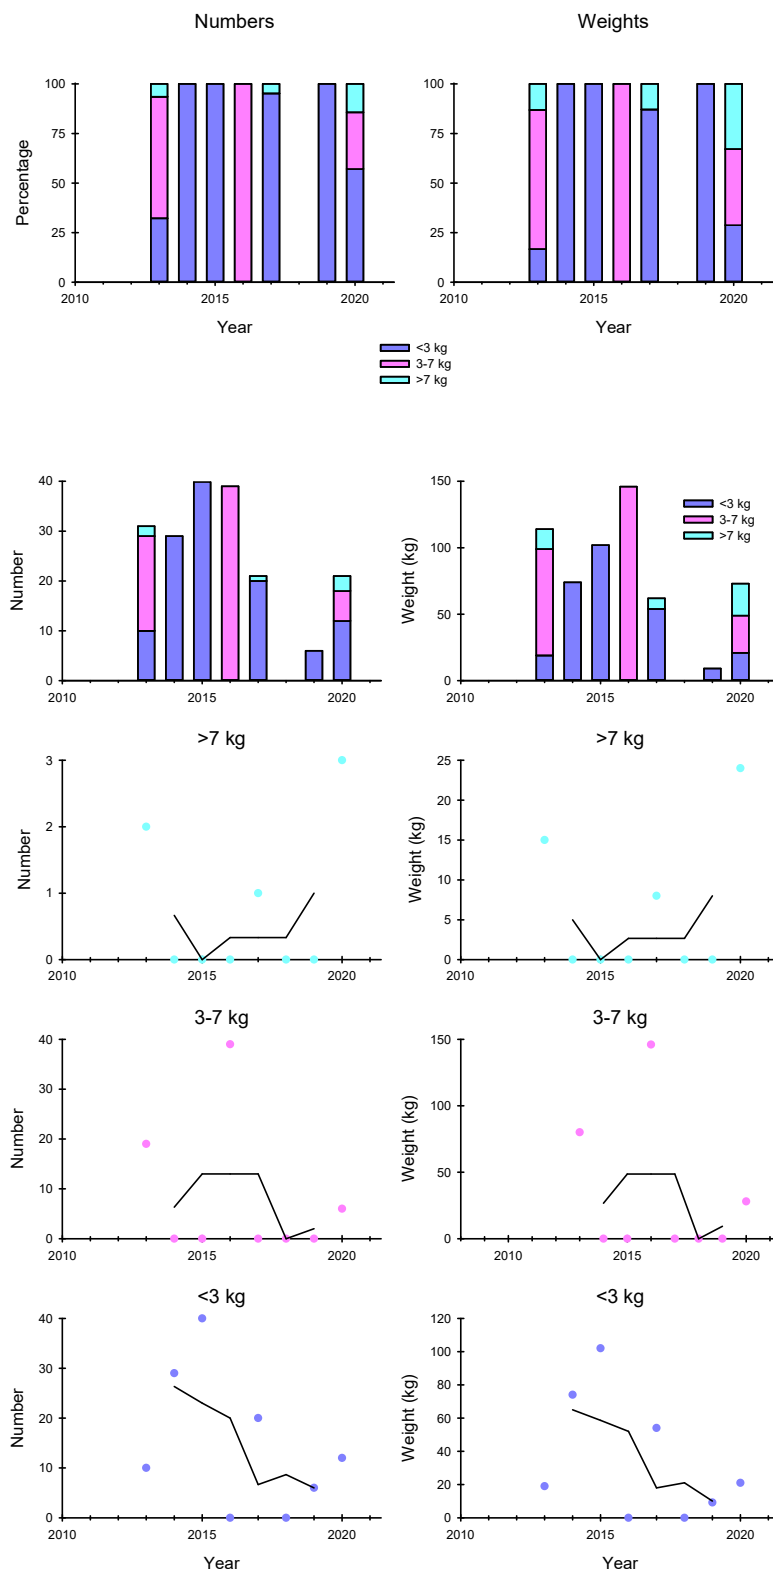 Numbers Weights
100 100
75 75
50 50
25 25
0 0
Percentage
2010 2015 2020 2010 2015 2020
Year Year
<3 kg
3-7 kg
>7 kg
40 150
30 100
20 50
10 0
0
Number Weight (kg)
<3 kg
3-7 kg
>7 kg
2010 2015 2020 2010 2015 2020
>7 kg >7 kg
3 25
2 20
1 15
0 10
5
0
Number Weight (kg)
2010 2015 2020 2010 2015 2020
3-7 kg 3-7 kg
40 150
30 100
20 50
10 0
0
Number Weight (kg)
2010 2015 2020 2010 2015 2020
<3 kg <3 kg
40 120
30 100
20 80
10 60
0 40
20
0
Number Weight (kg)
2010 2015 2020 2010 2015 2020
Year Year